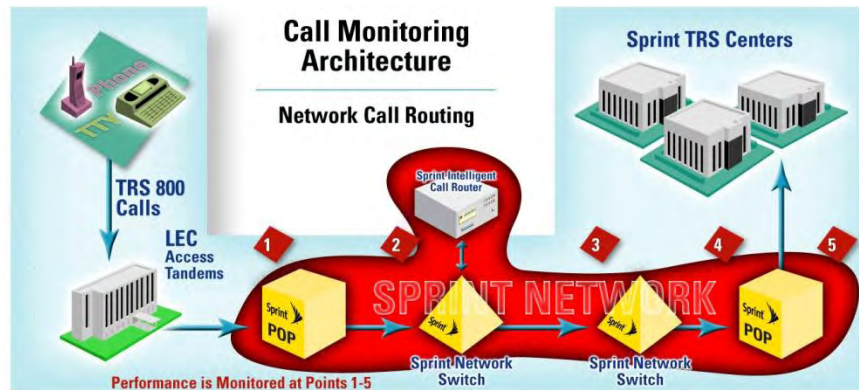 Call Monitoring
Architecture
Network Call Routing
Sprint TRS Centers
Phone
TTY
TRS 800
Calls
LEC
Access
Tandems
Sprint Intelligent
Call Router
1
2
3
4
5
SPRINT NETWORK
Sprint
POP
Sprint
Sprint
Sprint
POP
Sprint Network
Switch
Sprint Network
Switch
Performance is Monitored at Points 1-5